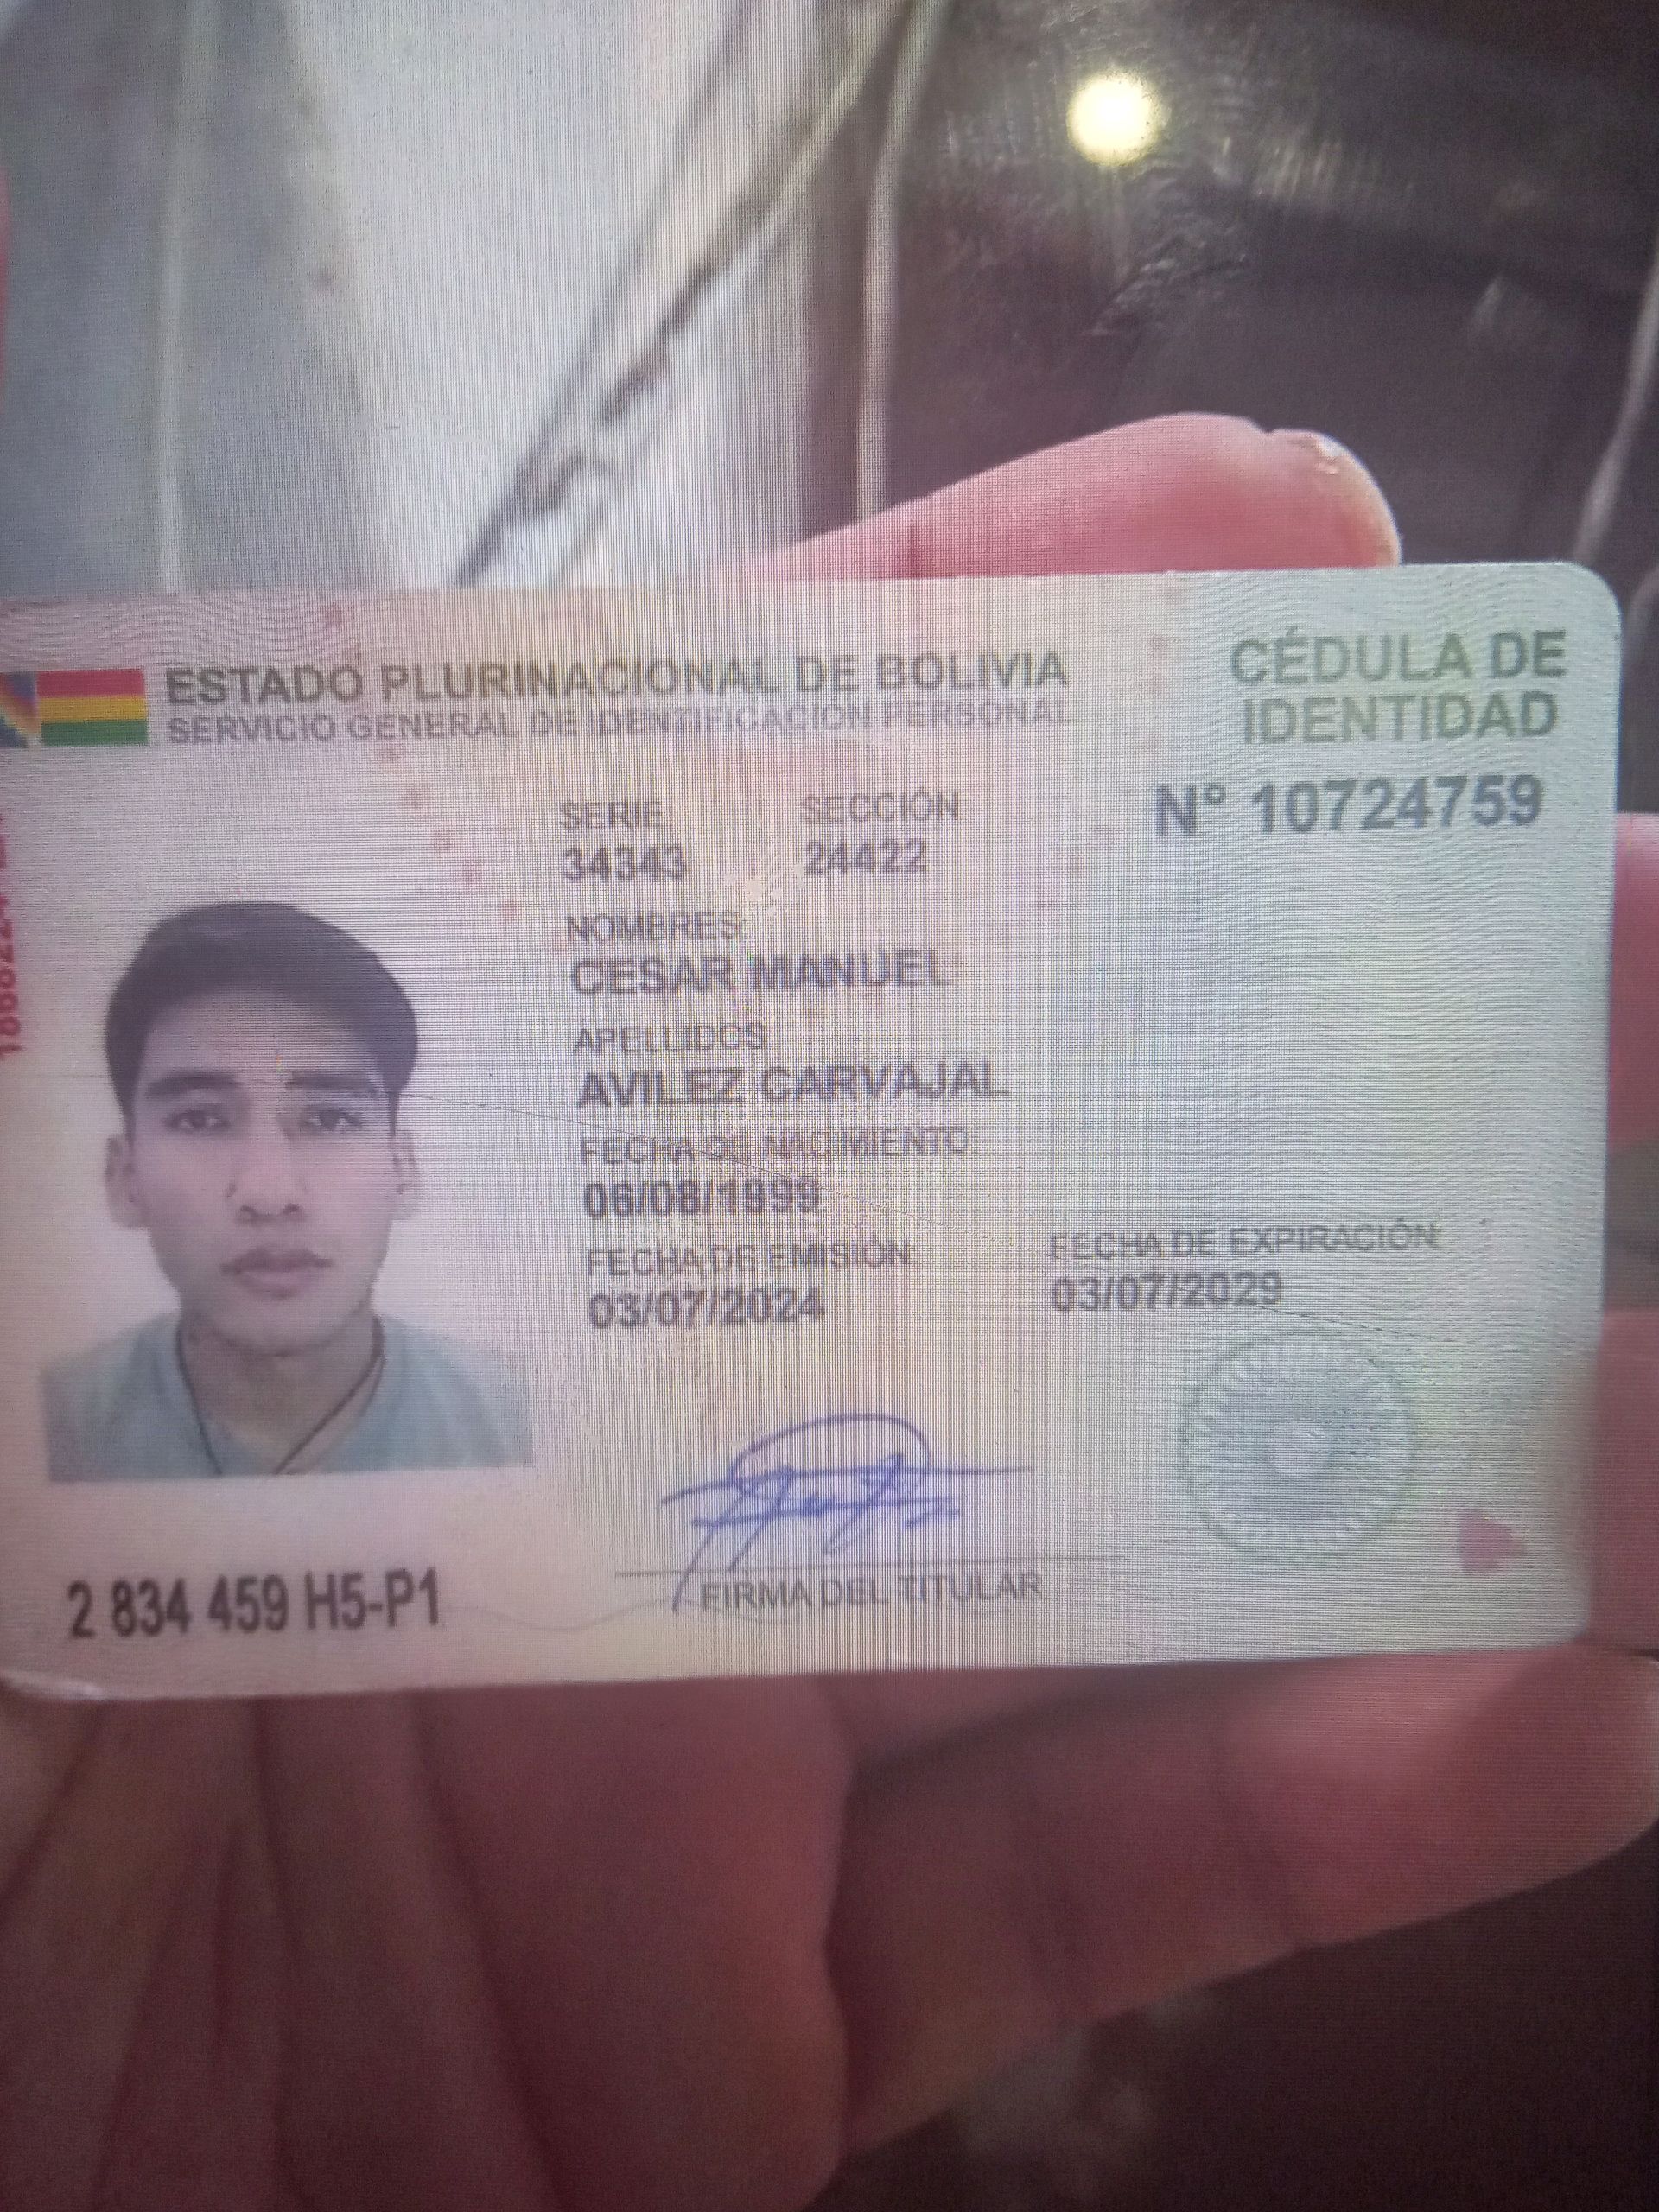 ESTADO PLURINACIONAL DE BOLIVIA
SERVICIO GENERAL DE IDENTIFICACIÓN PERSONAL
CÉDULA DE
IDENTIDAD
Nº 10724759
SERIE SECCIÓN
34343 24422
NOMBRES:
CESAR MANUEL
APELLIDOS
AVILEZ CARVAJAL
FECHA DE NACIMIENTO:
06/08/1999
FECHA DE EMISIÓN: FECHA DE EXPIRACIÓN:
03/07/2024 03/07/2029
FIRMA DEL TITULAR
2 834 459 H5-P1